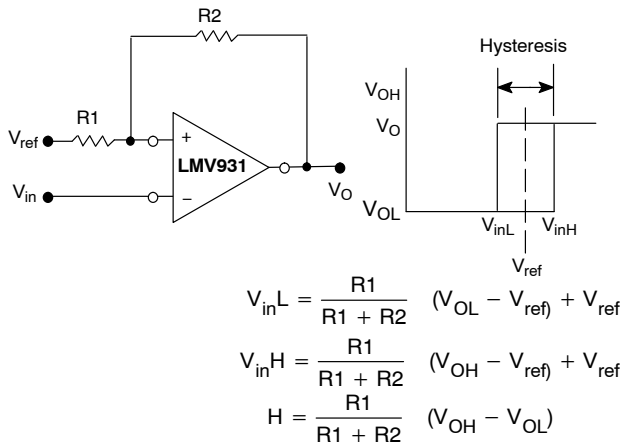 R2
Hysteresis
R1
V_ref
+
LMV931
V_in
−
V_O
V_OH
V_O
V_OL
V_inL
V_inH
V_ref
V_inL = R1 / (R1 + R2) (V_OL − V_ref) + V_ref
V_inH = R1 / (R1 + R2) (V_OH − V_ref) + V_ref
H = R1 / (R1 + R2) (V_OH − V_OL)